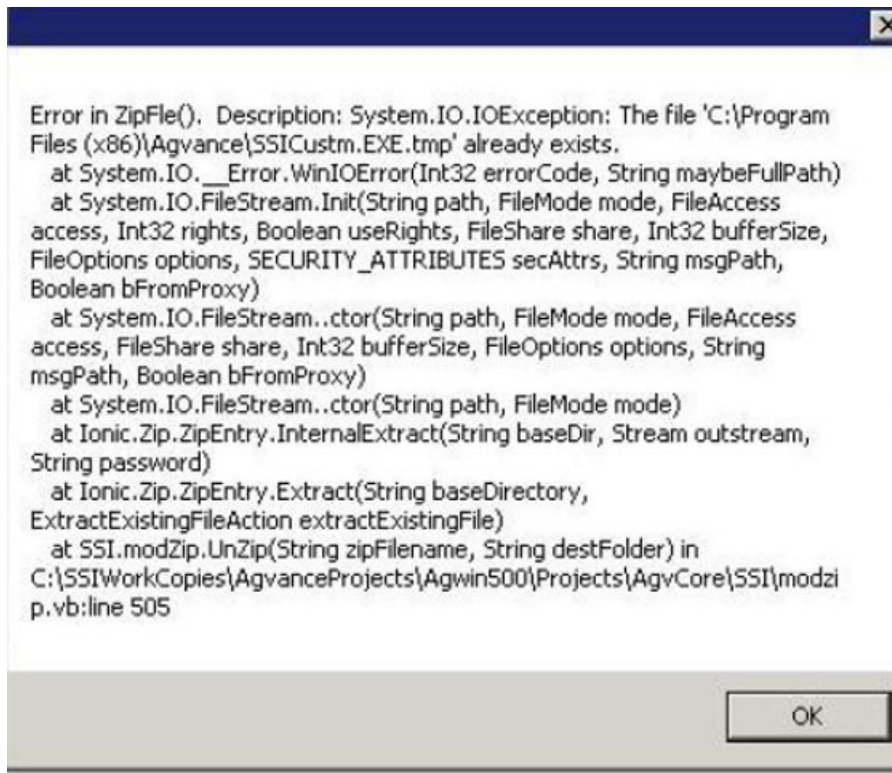 Error in ZipFle(). Description: System.IO.IOException: The file 'C:\Program
Files (x86)\Agvance\SSICustm.EXE.tmp' already exists.
at System.IO.__Error.WinIOError(Int32 errorCode, String maybeFullPath)
at System.IO.FileStream.Init(String path, FileMode mode, FileAccess
access, Int32 rights, Boolean useRights, FileShare share, Int32 bufferSize,
FileOptions options, SECURITY_ATTRIBUTES secAttrs, String msgPath,
Boolean bFromProxy)
at System.IO.FileStream..ctor(String path, FileMode mode, FileAccess
access, FileShare share, Int32 bufferSize, FileOptions options, String
msgPath, Boolean bFromProxy)
at System.IO.FileStream..ctor(String path, FileMode mode)
at Ionic.Zip.ZipEntry.InternalExtract(String baseDir, Stream outstream,
String password)
at Ionic.Zip.ZipEntry.Extract(String baseDirectory,
ExtractExistingFileAction extractExistingFile)
at SSI.modZip.UnZip(String zipFilename, String destFolder) in
C:\SSIWorkCopies\AgvanceProjects\Agwin500\Projects\AgvCore\SSI\modzi
p.vb:line 505
OK